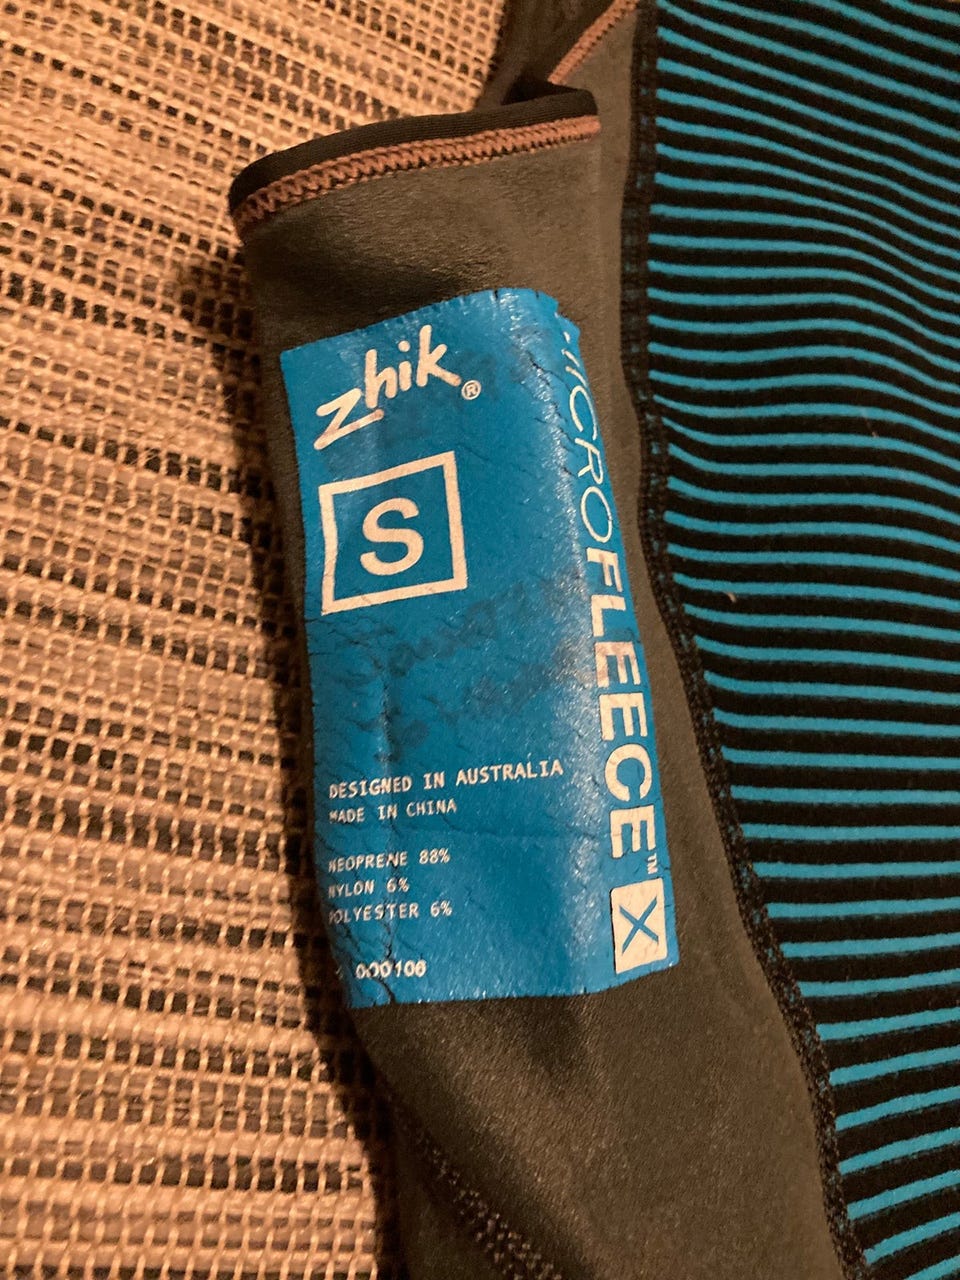 zhik®
S
MICROFLEECE™ X
DESIGNED IN AUSTRALIA
MADE IN CHINA
NEOPRENE 88%
NYLON 6%
POLYESTER 6%
000106